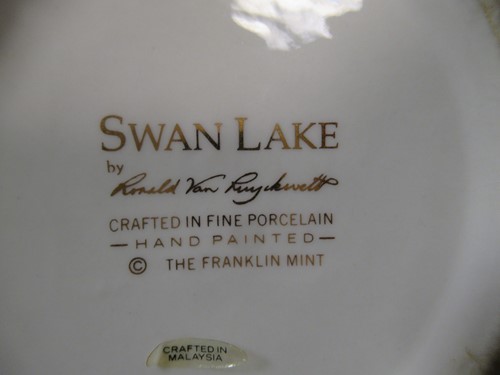 SWAN LAKE
by
Ronald Van Ruyckevelt
CRAFTED IN FINE PORCELAIN
— HAND PAINTED —
© THE FRANKLIN MINT
CRAFTED IN
MALAYSIA